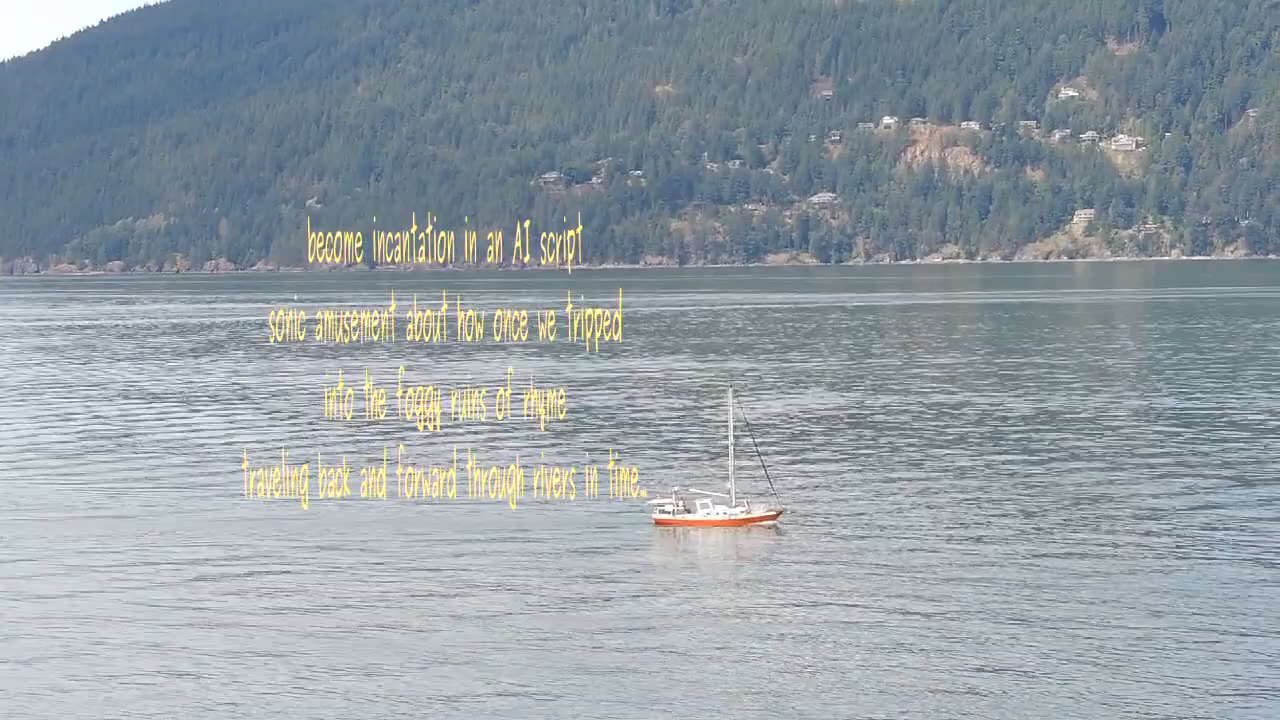 become incantation in an AI script
sonic amusement about how once we tripped
into the foggy ruins of rhyme
traveling back and forward through rivers in time...